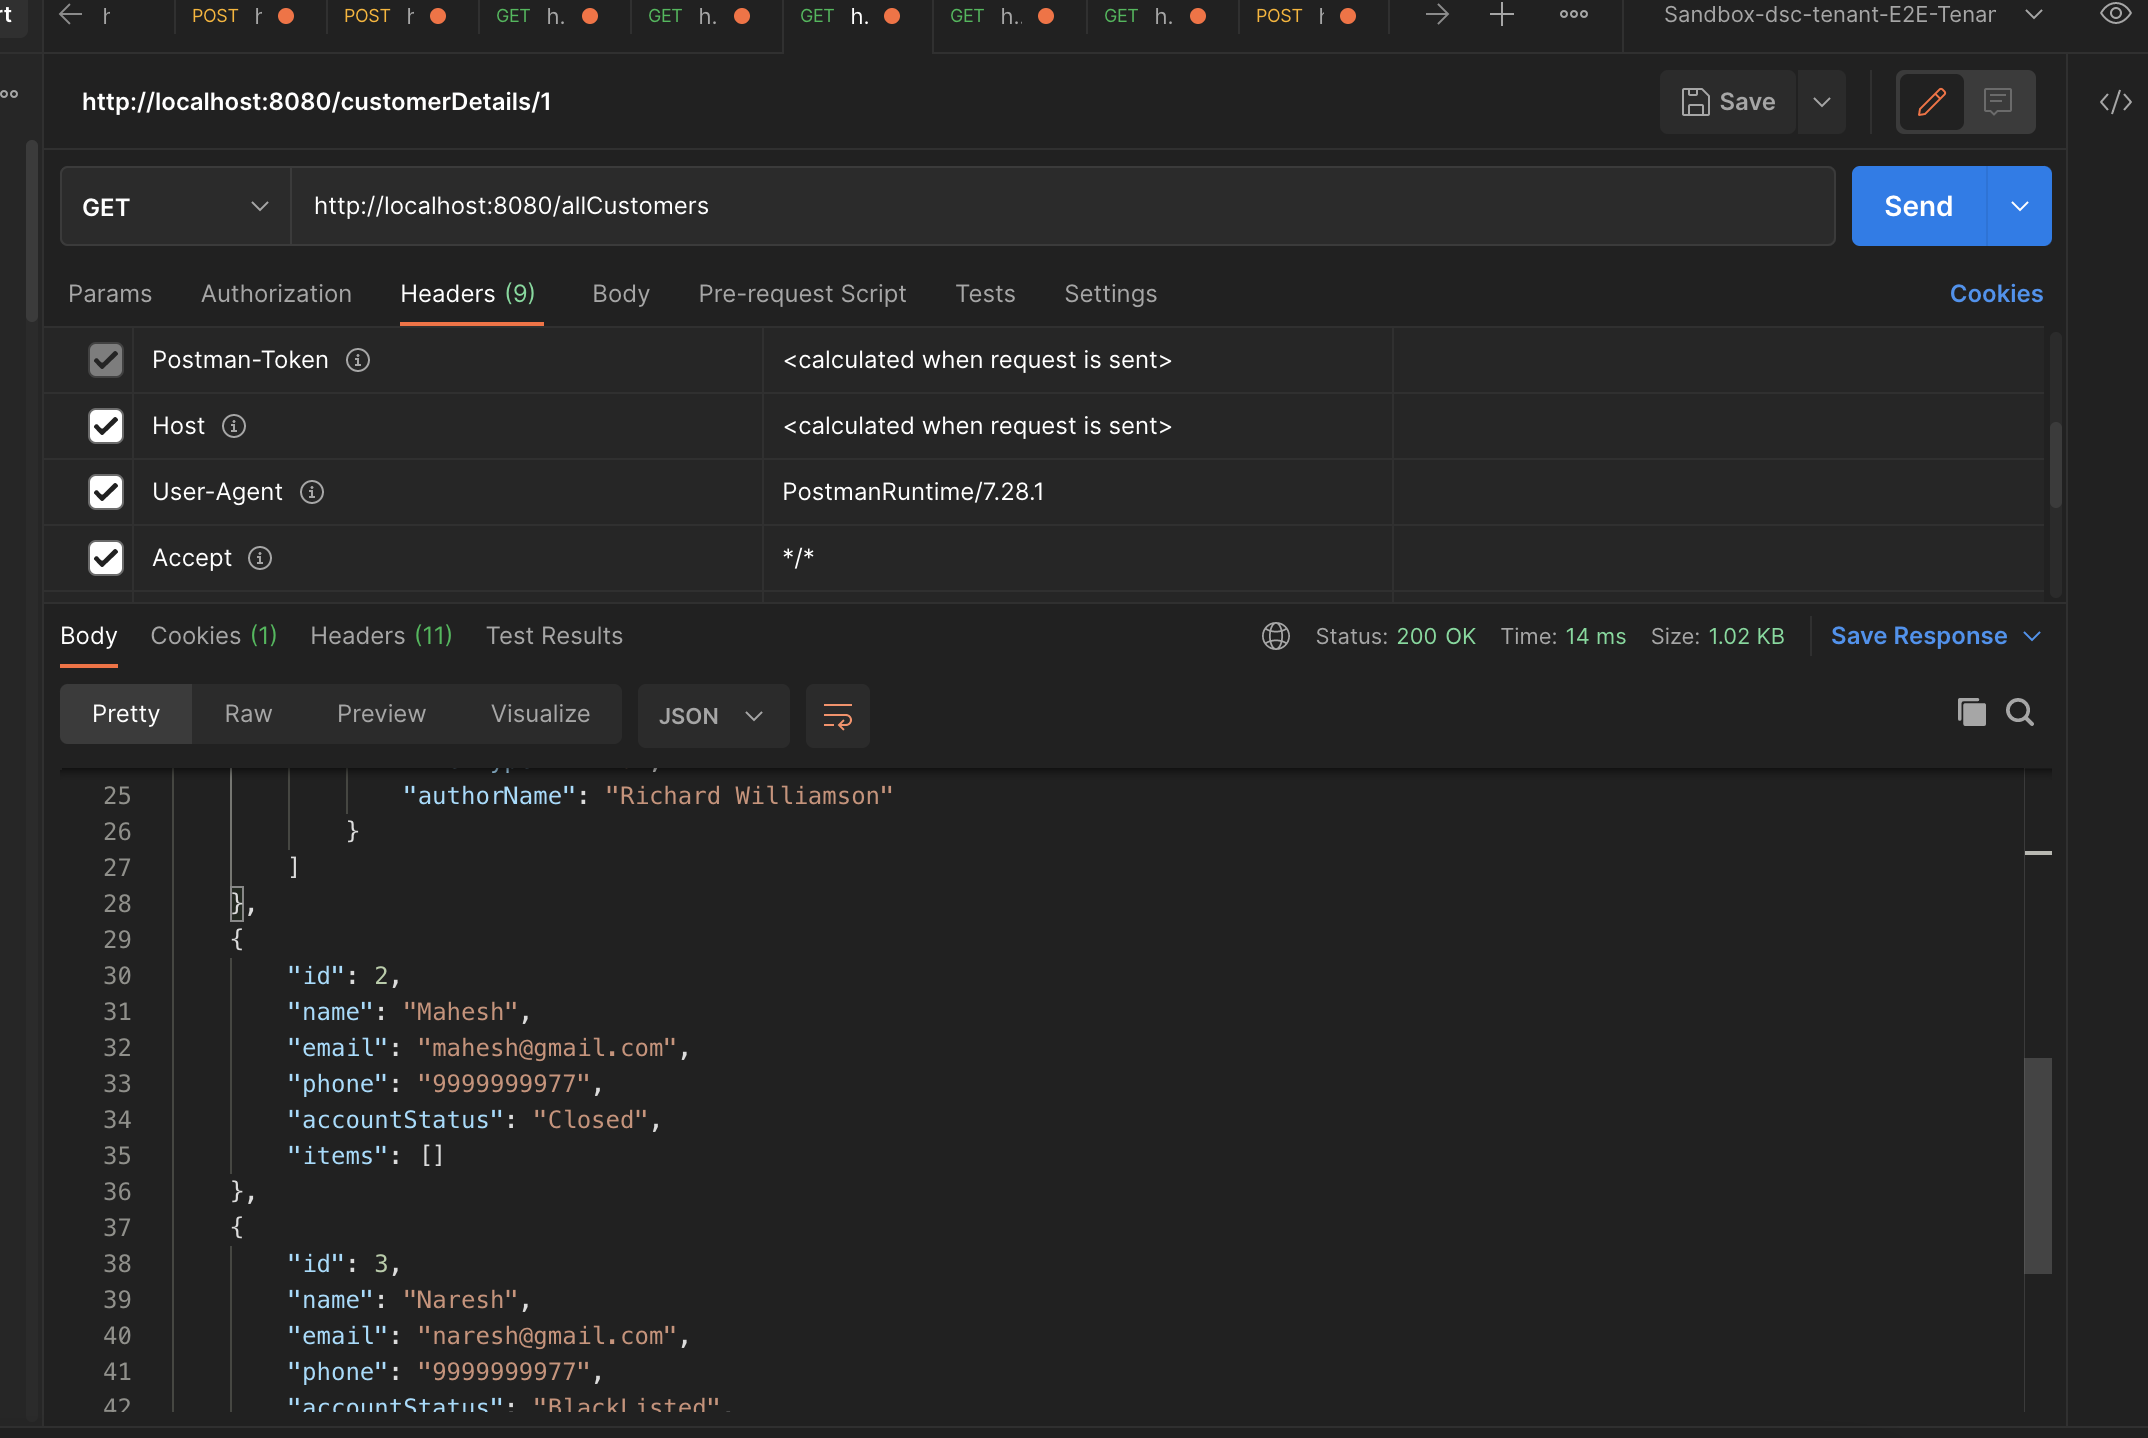 POST GET GET GET GET GET POST Sandbox-dsc-tenant-E2E-Tenar
http://localhost:8080/customerDetails/1
Save
GET http://localhost:8080/allCustomers Send
Params Authorization Headers (9) Body Pre-request Script Tests Settings Cookies
Postman-Token <calculated when request is sent>
Host <calculated when request is sent>
User-Agent PostmanRuntime/7.28.1
Accept */*
Body Cookies (1) Headers (11) Test Results Status: 200 OK Time: 14 ms Size: 1.02 KB Save Response
Pretty Raw Preview Visualize JSON
25 "authorName": "Richard Williamson"
26 }
27 ]
28 },
29 {
30 "id": 2,
31 "name": "Mahesh",
32 "email": "mahesh@gmail.com",
33 "phone": "9999999977",
34 "accountStatus": "Closed",
35 "items": []
36 },
37 {
38 "id": 3,
39 "name": "Naresh",
40 "email": "naresh@gmail.com",
41 "phone": "9999999977",
42 "accountStatus": "BlackListed",